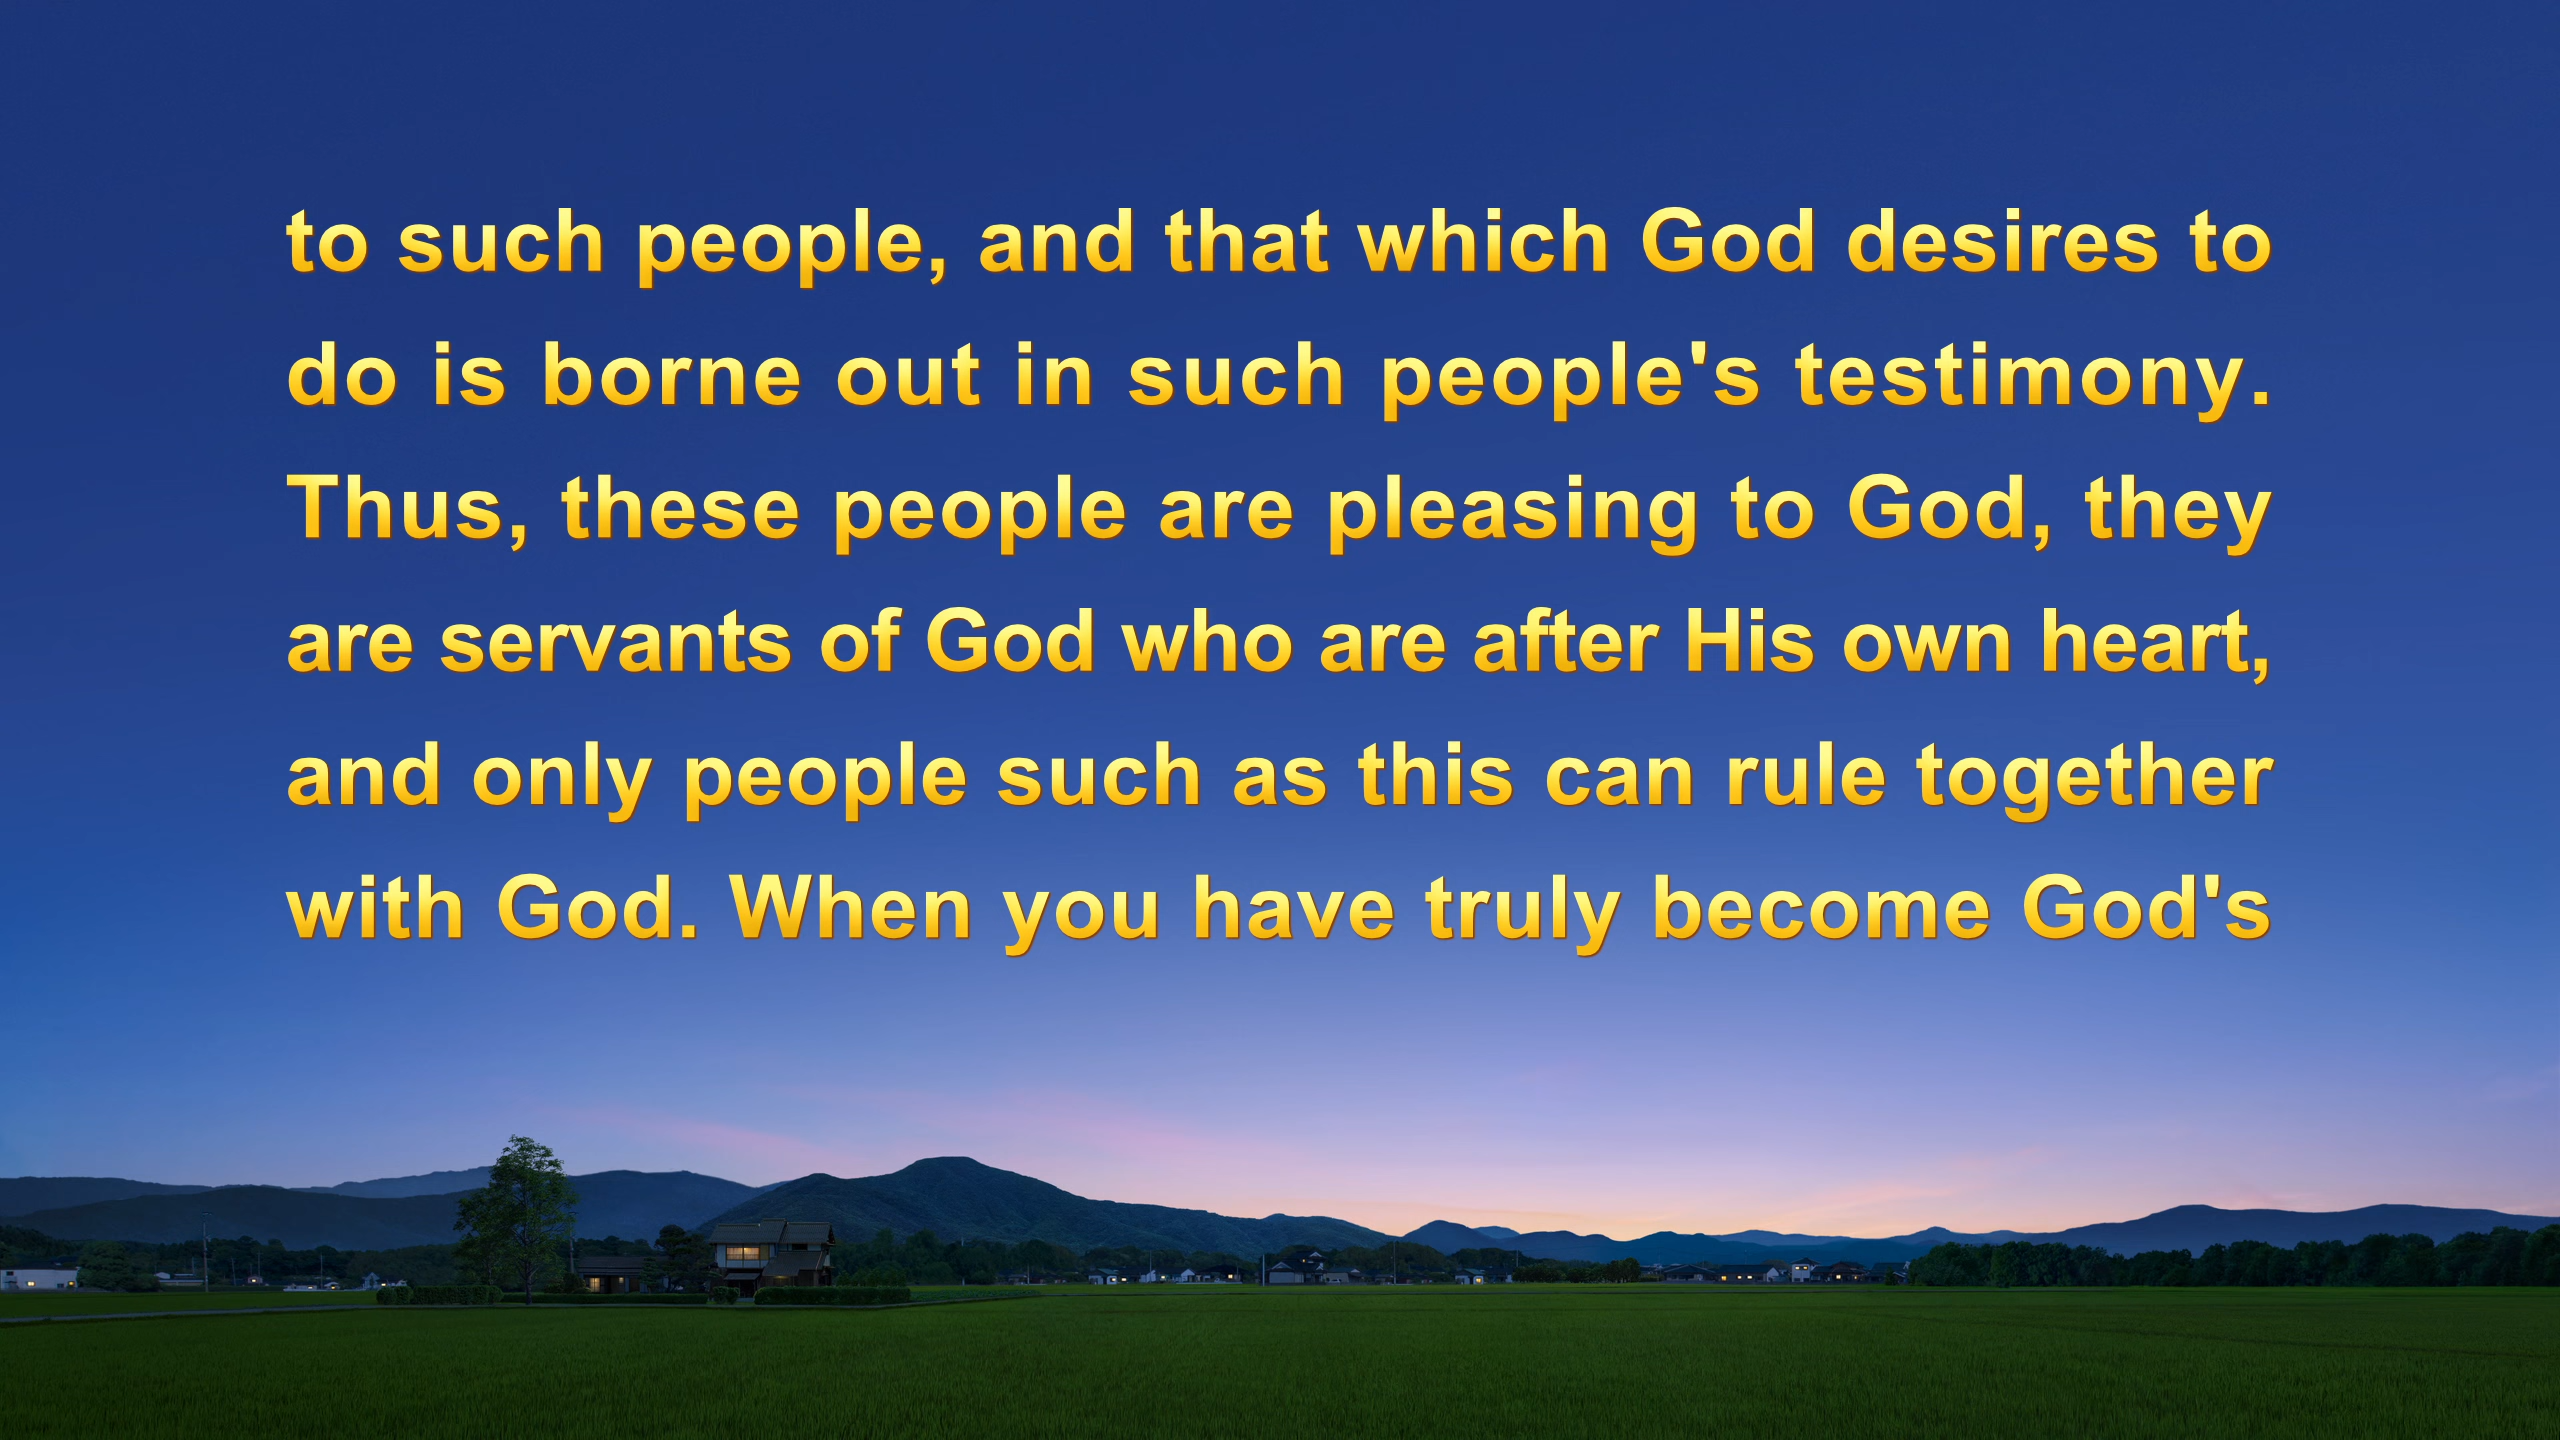 to such people, and that which God desires to
do is borne out in such people's testimony.
Thus, these people are pleasing to God, they
are servants of God who are after His own heart,
and only people such as this can rule together
with God. When you have truly become God's